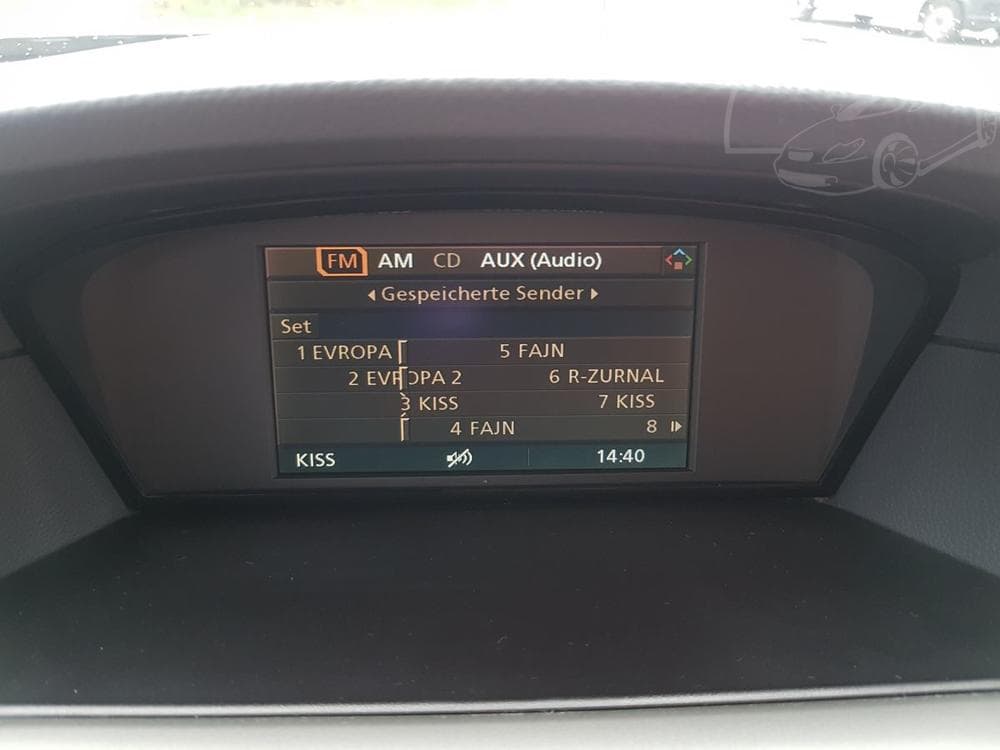 FM AM CD AUX (Audio)
Gespeicherte Sender
Set
1 EVROPA 5 FAJN
2 EVROPA 2 6 R-ZURNAL
3 KISS 7 KISS
4 FAJN 8
KISS 14:40